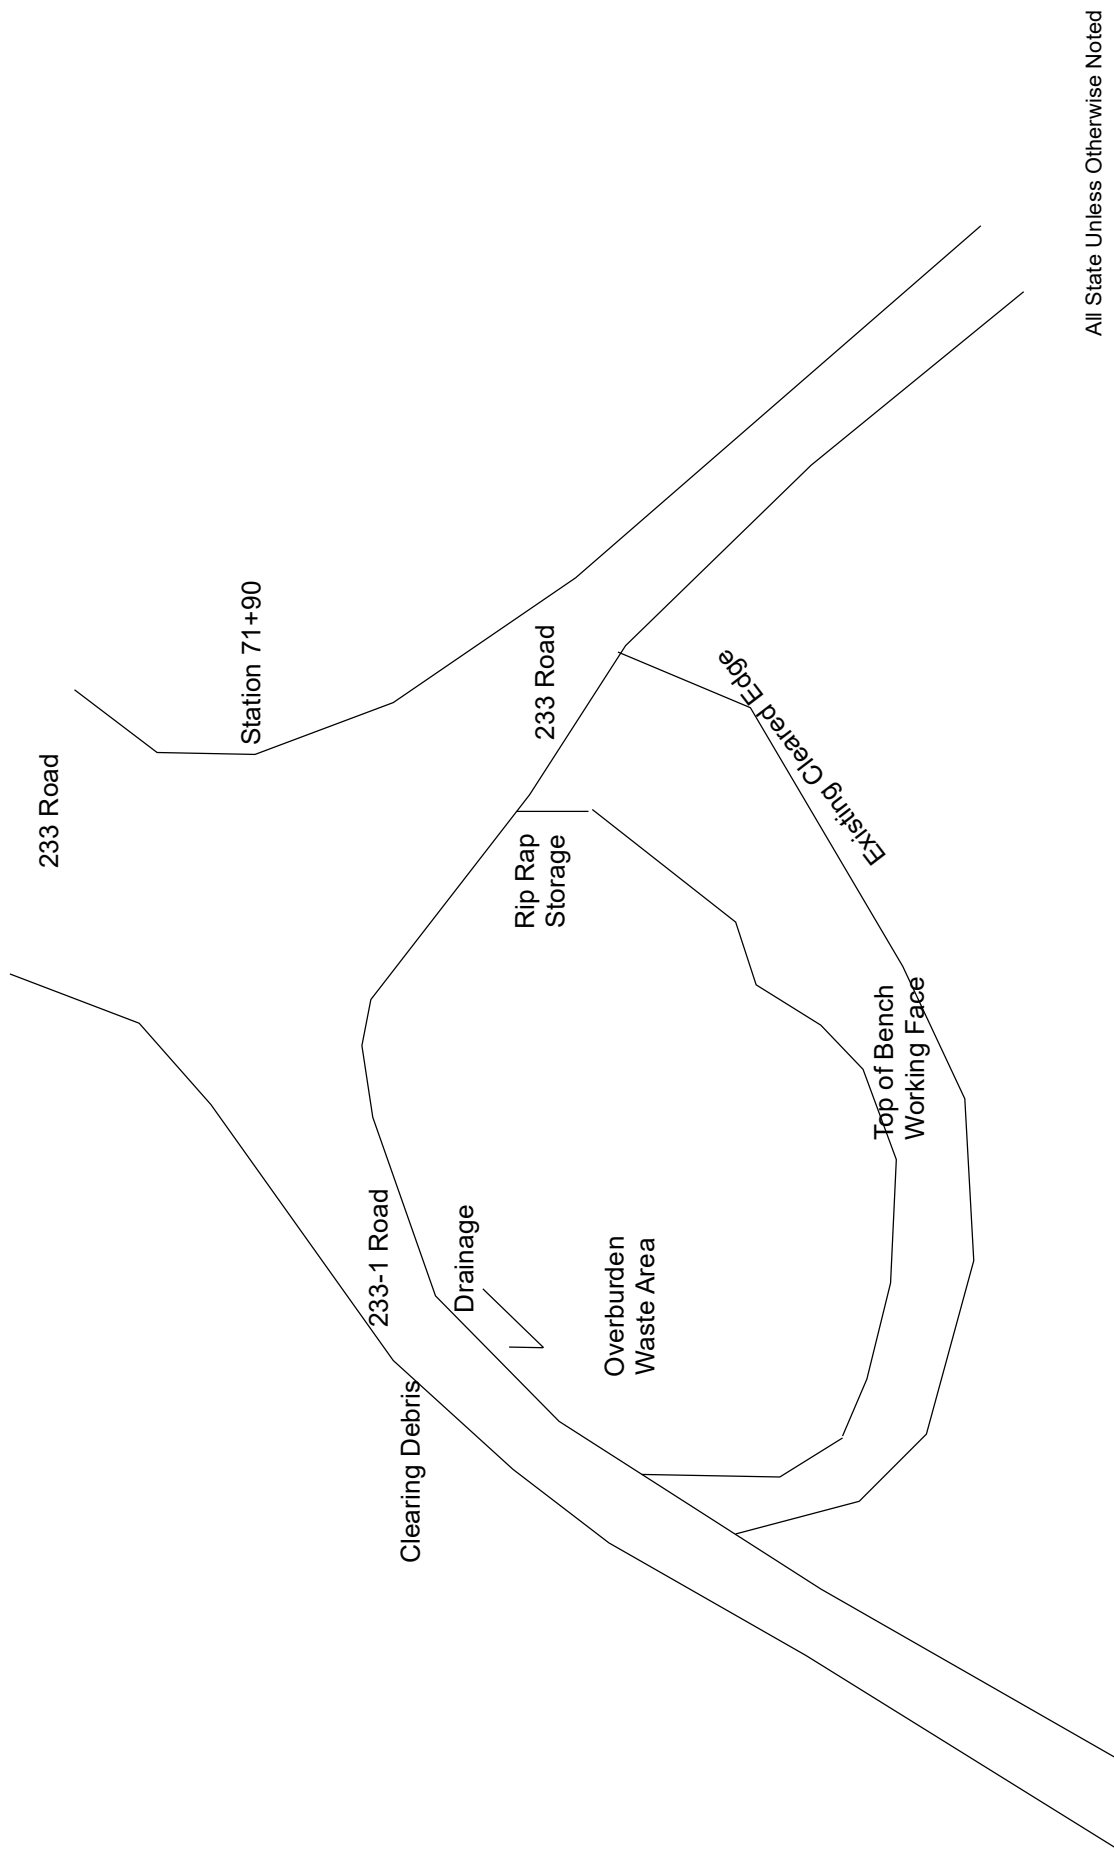 233 Road
Station 71+90
233 Road
Rip Rap
Storage
Existing Cleared Edge
Top of Bench
Working Face
233-1 Road
Drainage
Overburden
Waste Area
Clearing Debris
All State Unless Otherwise Noted